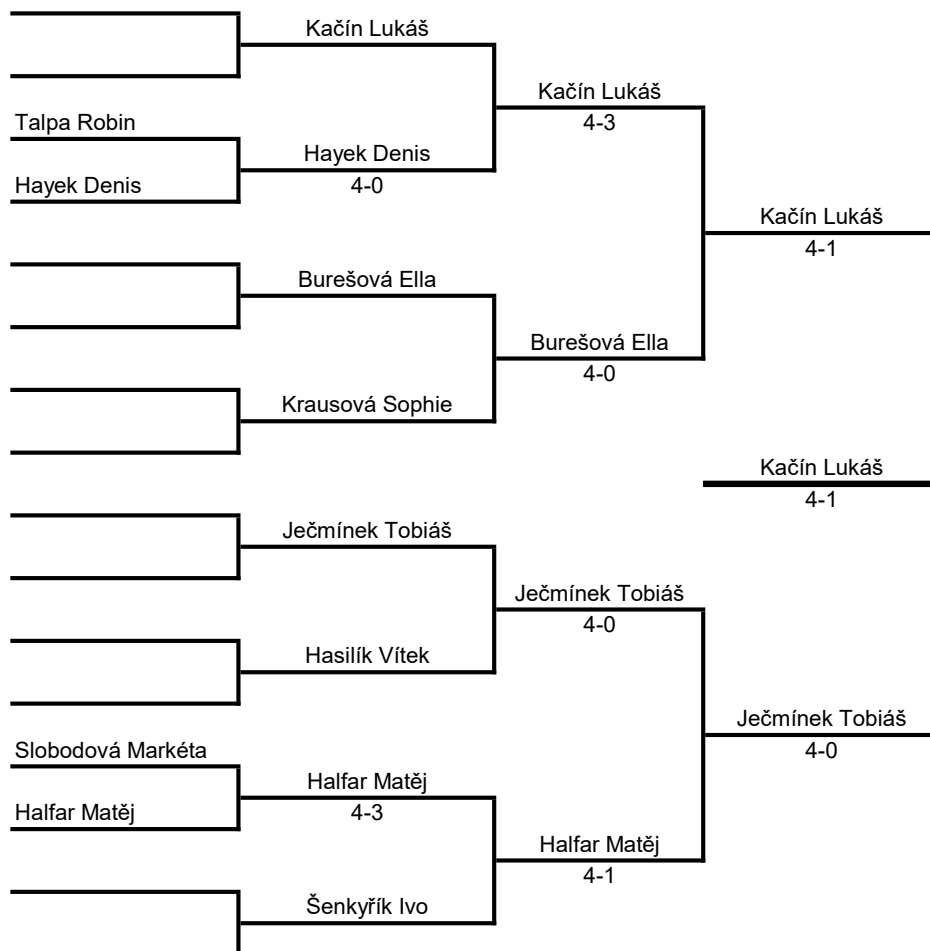 Kačín Lukáš
Kačín Lukáš
4-3
Talpa Robin
Hayek Denis
4-0
Hayek Denis
Kačín Lukáš
4-1
Burešová Ella
Burešová Ella
4-0
Krausová Sophie
Kačín Lukáš
4-1
Ječmínek Tobiáš
Ječmínek Tobiáš
4-0
Hasilík Vítek
Ječmínek Tobiáš
4-0
Slobodová Markéta
Halfar Matěj
4-3
Halfar Matěj
Halfar Matěj
4-1
Šenkyřík Ivo